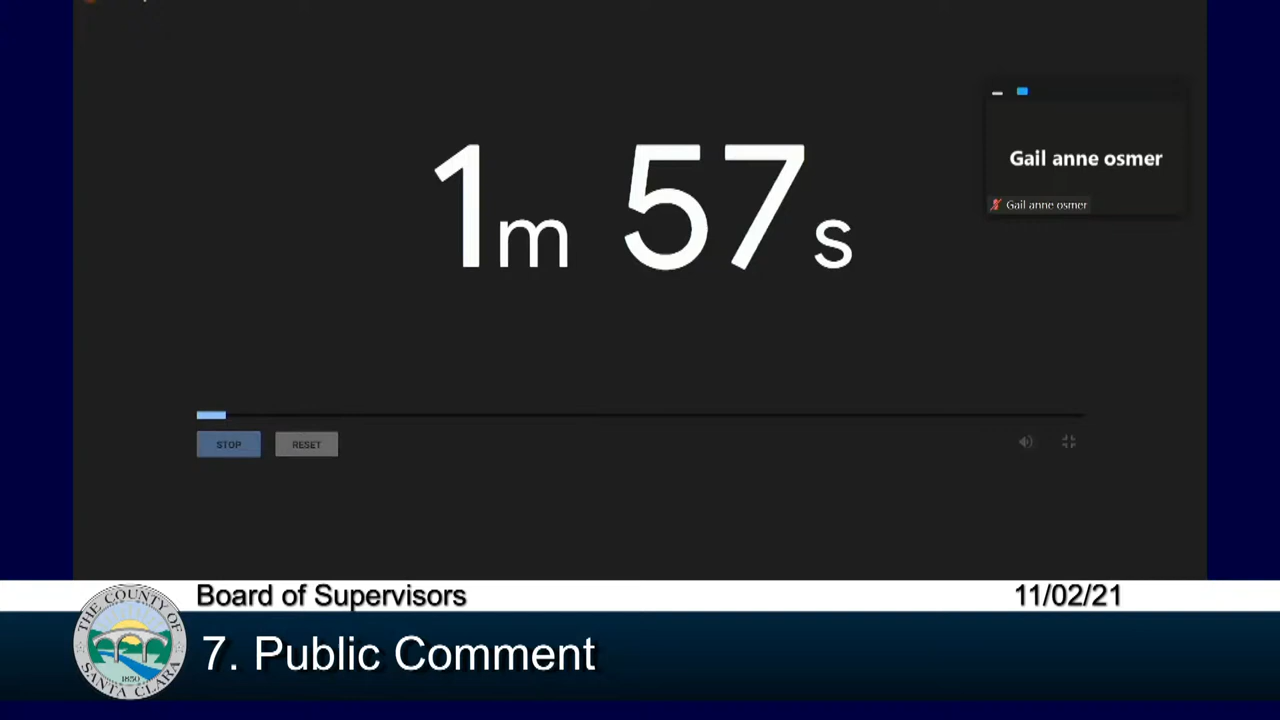 1m 57s
Gail anne osmer
Gail anne osmer
STOP
RESET
Board of Supervisors
11/02/21
7. Public Comment
THE COUNTY OF
SANTA CLARA
1850